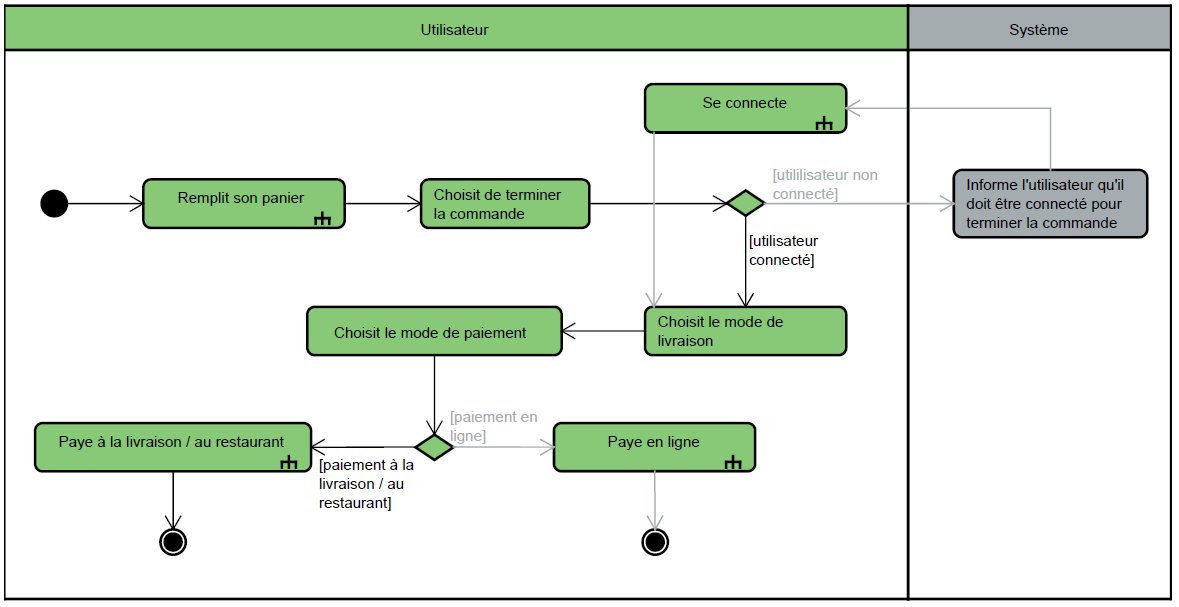 Utilisateur
Système
Se connecte
Remplit son panier
Choisit de terminer
la commande
[utililisateur non
connecté]
Informe l'utilisateur qu'il
doit être connecté pour
terminer la commande
[utilisateur
connecté]
Choisit le mode de paiement
Choisit le mode de
livraison
[paiement en
ligne]
Paye à la livraison / au restaurant
Paye en ligne
[paiement à la
livraison / au
restaurant]